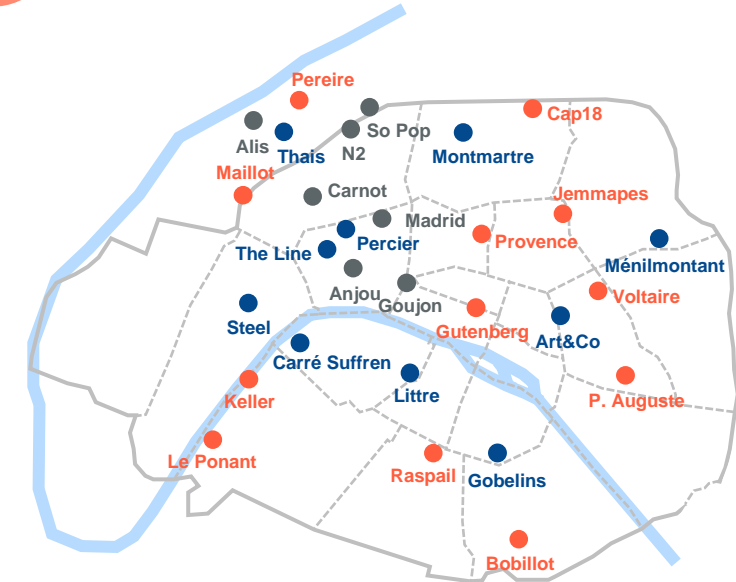 Pereire
Cap18
So Pop
Alis
Thais
N2
Montmartre
Maillot
Carnot
Jemmapes
Madrid
Percier
Provence
The Line
Ménilmontant
Anjou
Goujon
Voltaire
Steel
Gutenberg
Art&Co
Carré Suffren
Littre
Keller
P. Auguste
Le Ponant
Raspail
Gobelins
Bobillot